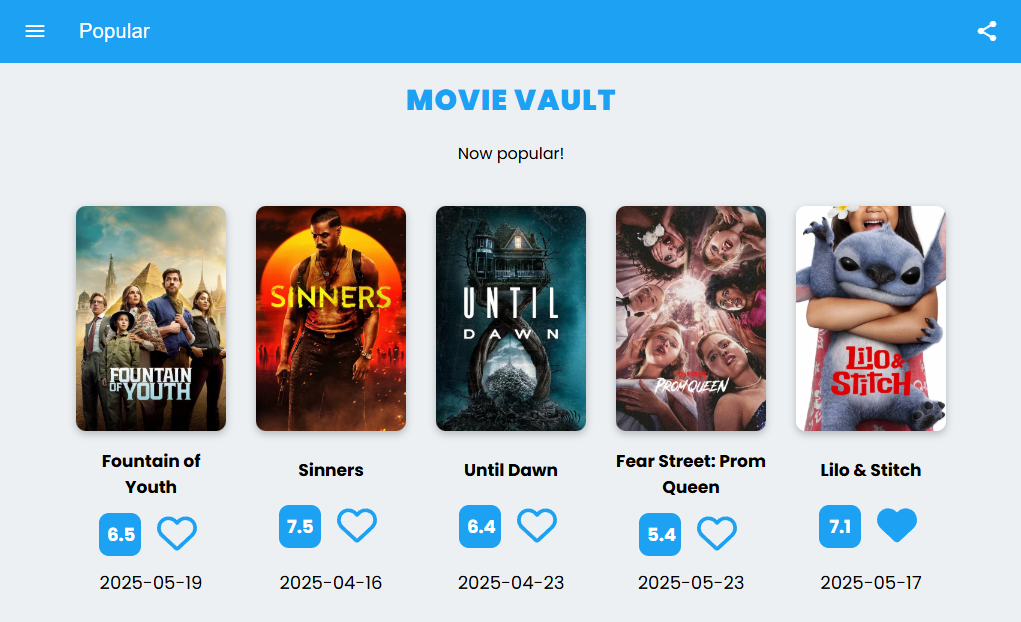 Popular
MOVIE VAULT
Now popular!
FOUNTAIN
OF YOUTH
SINNERS
UNTIL
DAWN
PROM QUEEN
Lilo &
Stitch
Fountain of
Youth
Sinners
Until Dawn
Fear Street: Prom
Queen
Lilo & Stitch
6.5
7.5
6.4
5.4
7.1
2025-05-19
2025-04-16
2025-04-23
2025-05-23
2025-05-17